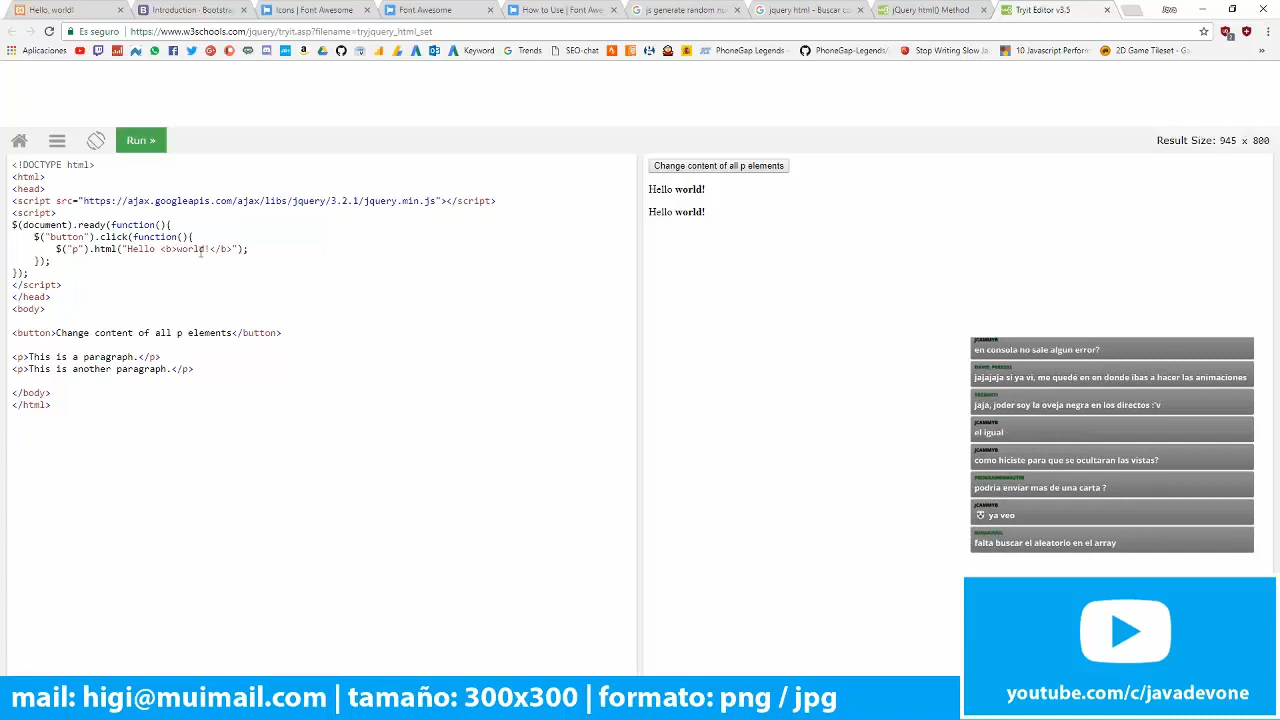 Hello, world!
Introduction · Bootstrap
Icons | Font Awesome
Font Awesome
How to Use | Font Awesome
js generate random nu
jquery html - Buscar co
jQuery html() Method
Tryit Editor v3.5
Es seguro | https://www.w3schools.com/jquery/tryit.asp?filename=tryjquery_html_set
Aplicaciones
Keyword
Trends
SEO-chat
PhoneGap Legends -
GapLegends/-
Stop Writing Slow Ja
10 Javascript Perform
2D Game Tileset - G
Run »
Result Size: 945 x 800
<!DOCTYPE html>
<html>
<head>
<script src="https://ajax.googleapis.com/ajax/libs/jquery/3.2.1/jquery.min.js"></script>
<script>
$(document).ready(function(){
$("button").click(function(){
$("p").html("Hello <b>world!</b>");
});
});
</script>
</head>
<body>
<button>Change content of all p elements</button>
<p>This is a paragraph.</p>
<p>This is another paragraph.</p>
</body>
</html>
Change content of all p elements
Hello world!
Hello world!
JCAMMYB
en consola no sale algun error?
jajajaja si ya vi, me quedé en en donde íbas a hacer las animaciones
jaja, joder soy la oveja negra en los directos :'v
JCAMMYB
el igual
JCAMMYB
como hiciste para que se ocultaran las vistas?
podria enviar mas de una carta ?
JCAMMYB
ya veo
falta buscar el aleatorio en el array
youtube.com/c/javadevone
mail: higi@muimail.com | tamaño: 300x300 | formato: png / jpg